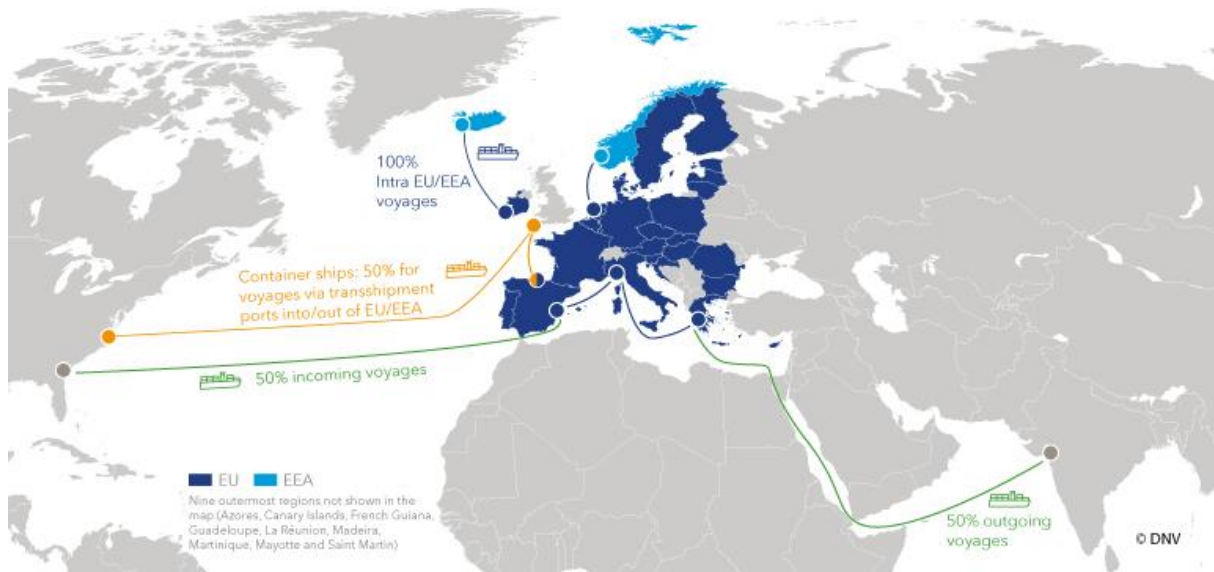 100%
Intra EU/EEA
voyages
Container ships: 50% for
voyages via transshipment
ports into/out of EU/EEA
50% incoming voyages
EU EEA
Nine outermost regions not shown in the
map (Azores, Canary Islands, French Guiana,
Guadeloupe, La Réunion, Madeira,
Martinique, Mayotte and Saint Martin)
50% outgoing
voyages
© DNV